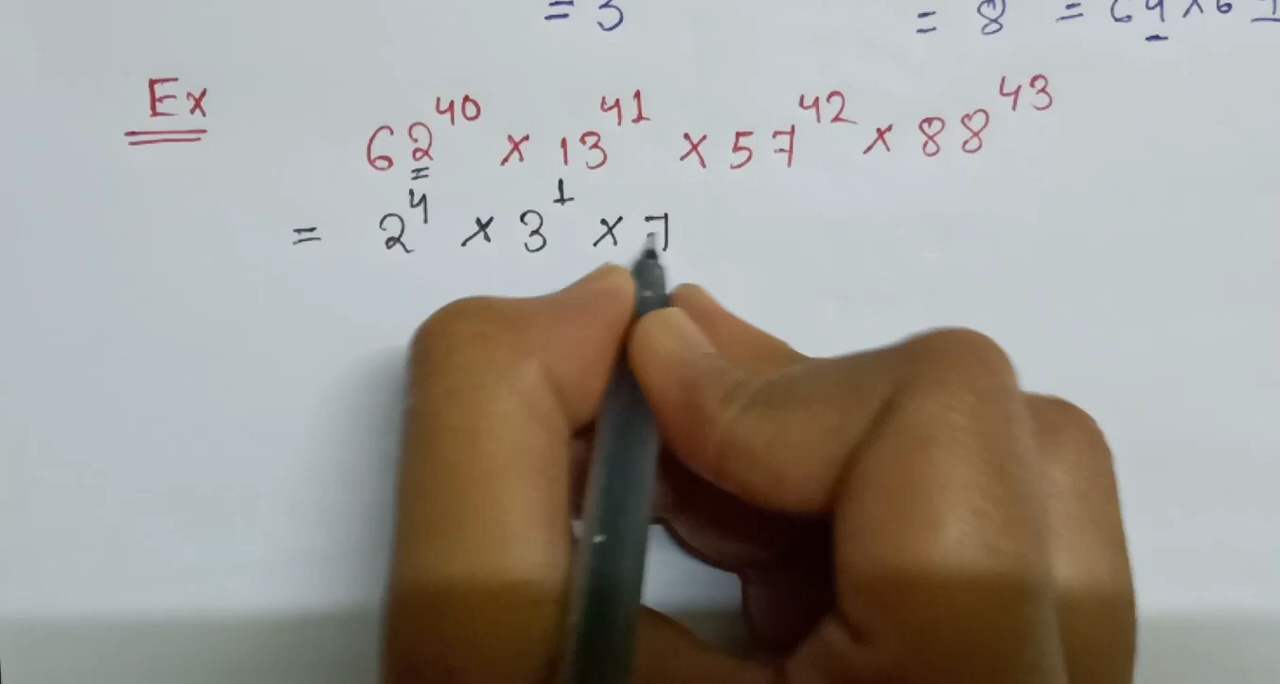 = 3 = 8 = 64 × 6
Ex 62^40 × 13^41 × 57^42 × 88^43
= 2^4 × 3^1 × 7